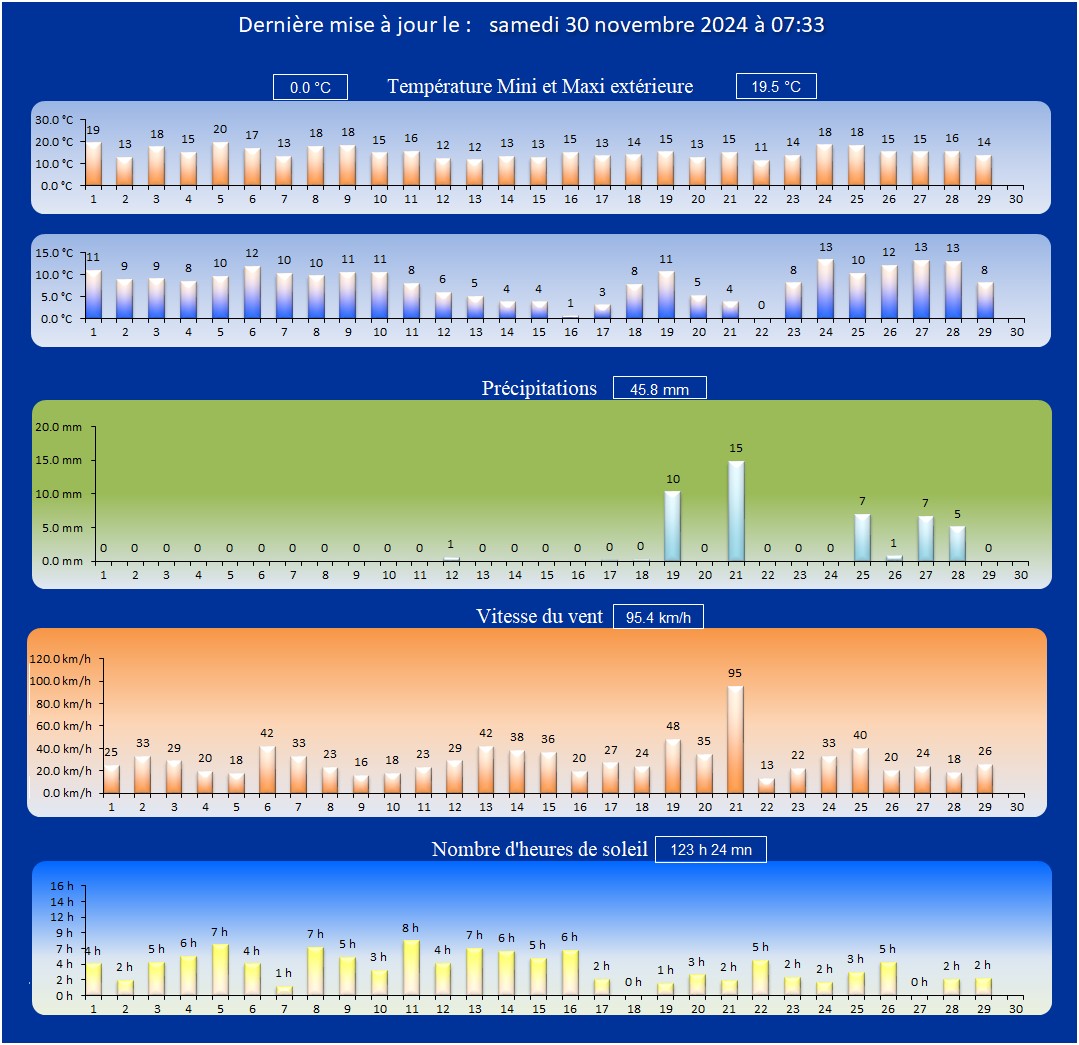 Dernière mise à jour le : samedi 30 novembre 2024 à 07:33
0.0 °C Température Mini et Maxi extérieure 19.5 °C
30.0 °C
20.0 °C
10.0 °C
0.0 °C
19 13 18 15 20 17 13 18 18 15 16 12 12 13 13 15 13 14 15 13 15 11 14 18 18 15 15 16 14
1 2 3 4 5 6 7 8 9 10 11 12 13 14 15 16 17 18 19 20 21 22 23 24 25 26 27 28 29 30
15.0 °C
10.0 °C
5.0 °C
0.0 °C
11 9 9 8 10 12 10 10 11 11 8 6 5 4 4 1 3 8 11 5 4 0 8 13 10 12 13 13 8
1 2 3 4 5 6 7 8 9 10 11 12 13 14 15 16 17 18 19 20 21 22 23 24 25 26 27 28 29 30
Précipitations 45.8 mm
20.0 mm
15.0 mm
10.0 mm
5.0 mm
0.0 mm
0 0 0 0 0 0 0 0 0 0 0 1 0 0 0 0 0 0 10 0 15 0 0 0 7 1 7 5 0
1 2 3 4 5 6 7 8 9 10 11 12 13 14 15 16 17 18 19 20 21 22 23 24 25 26 27 28 29 30
Vitesse du vent 95.4 km/h
120.0 km/h
100.0 km/h
80.0 km/h
60.0 km/h
40.0 km/h
20.0 km/h
0.0 km/h
25 33 29 20 18 42 33 23 16 18 23 29 42 38 36 20 27 24 48 35 95 13 22 33 40 20 24 18 26
1 2 3 4 5 6 7 8 9 10 11 12 13 14 15 16 17 18 19 20 21 22 23 24 25 26 27 28 29 30
Nombre d'heures de soleil 123 h 24 mn
16 h
14 h
12 h
9 h
7 h
4 h
2 h
0 h
4 h 2 h 5 h 6 h 7 h 4 h 1 h 7 h 5 h 3 h 8 h 4 h 7 h 6 h 5 h 6 h 2 h 0 h 1 h 3 h 2 h 5 h 2 h 2 h 3 h 5 h 0 h 2 h 2 h
1 2 3 4 5 6 7 8 9 10 11 12 13 14 15 16 17 18 19 20 21 22 23 24 25 26 27 28 29 30